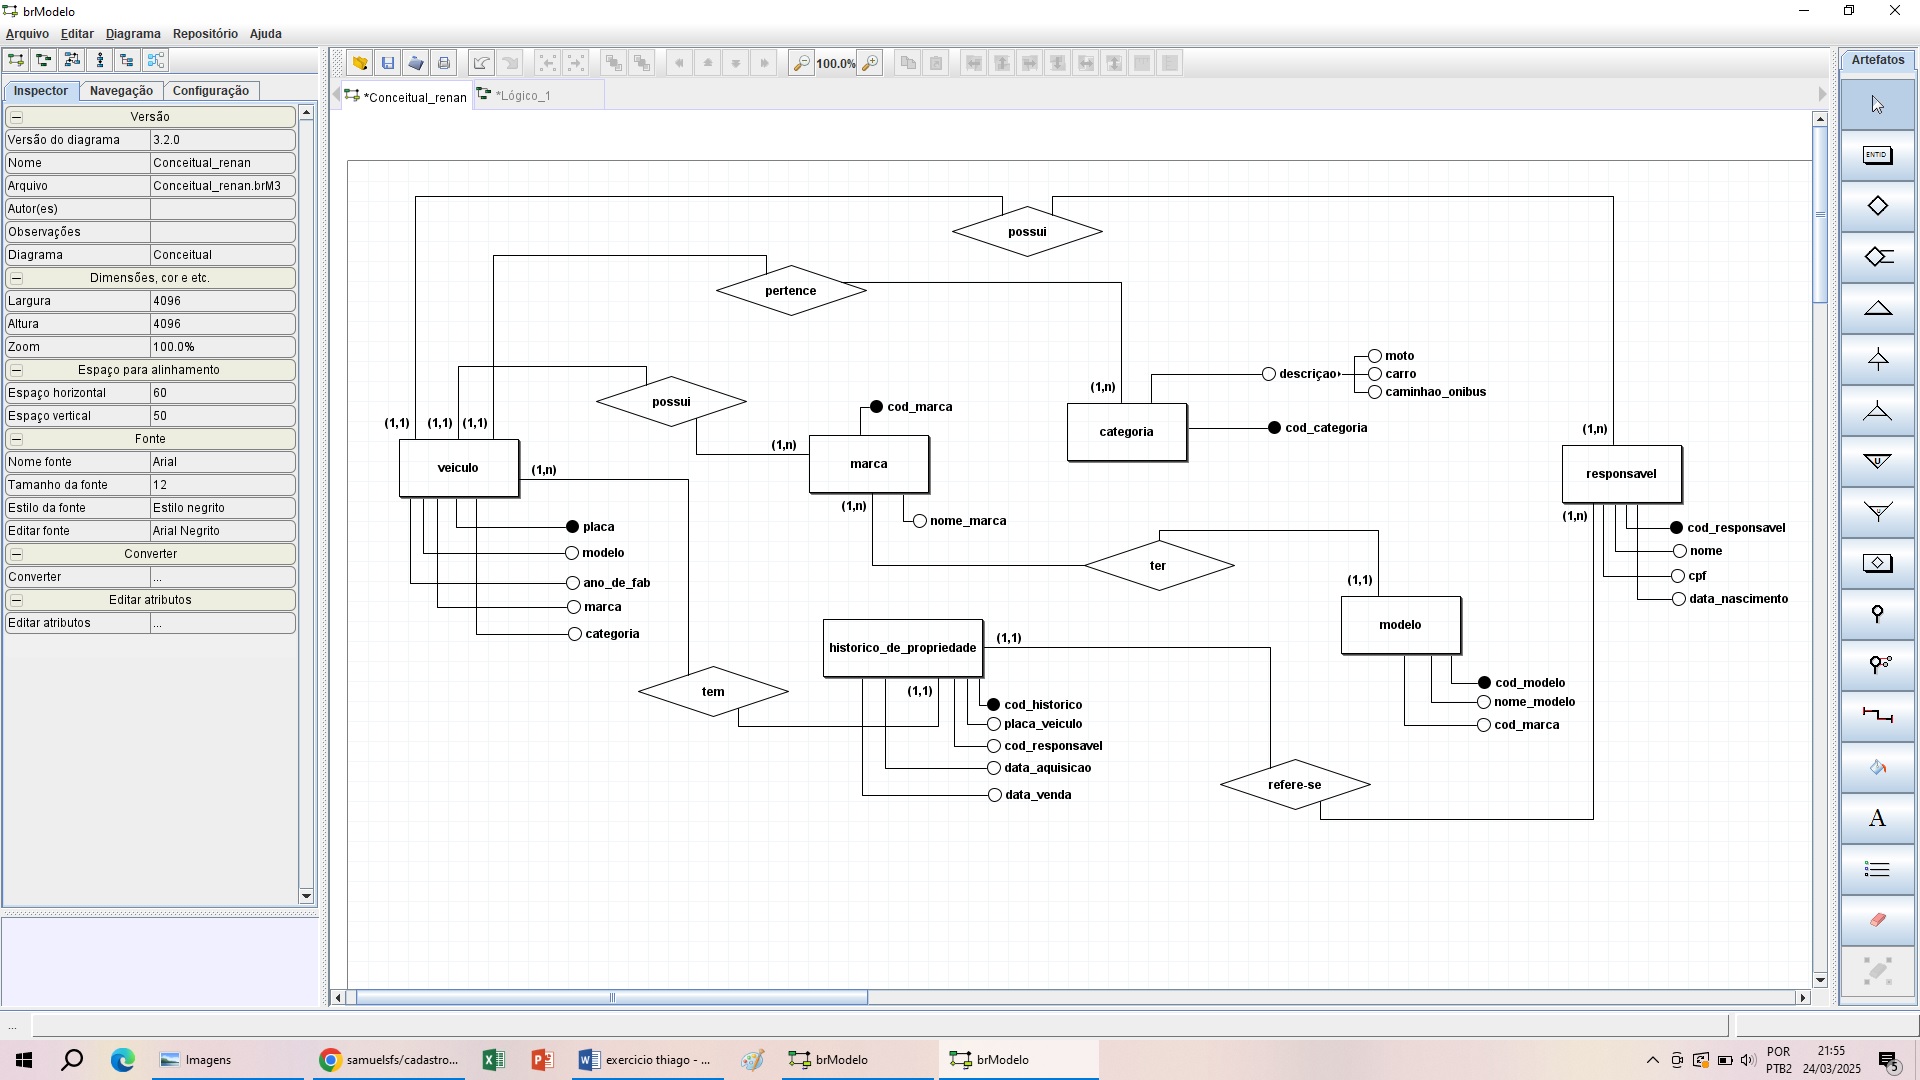 brModelo
Arquivo Editar Diagrama Repositório Ajuda
100.0%
Artefatos
Inspector Navegação Configuração
*Conceitual_renan *Lógico_1
Versão
Versão do diagrama 3.2.0
Nome Conceitual_renan
Arquivo Conceitual_renan.brM3
Autor(es)
Observações
Diagrama Conceitual
Dimensões, cor e etc.
Largura 4096
Altura 4096
Zoom 100.0%
Espaço para alinhamento
Espaço horizontal 60
Espaço vertical 50
Fonte
Nome fonte Arial
Tamanho da fonte 12
Estilo da fonte Estilo negrito
Editar fonte Arial Negrito
Converter
Converter ...
Editar atributos
Editar atributos ...
possui
pertence
possui
(1,1) (1,1) (1,1)
veiculo
(1,n)
placa
modelo
ano_de_fab
marca
categoria
cod_marca
(1,n)
marca
(1,n)
nome_marca
(1,n)
categoria
descriçao
moto
carro
caminhao_onibus
cod_categoria
(1,n)
responsavel
(1,n)
cod_responsavel
nome
cpf
data_nascimento
ter
(1,1)
modelo
cod_modelo
nome_modelo
cod_marca
tem
historico_de_propriedade
(1,1)
(1,1)
cod_historico
placa_veiculo
cod_responsavel
data_aquisicao
data_venda
refere-se
ENTID
U
A
...
Imagens
samuelsfs/cadastro...
exercicio thiago - ...
brModelo
brModelo
POR
PTB2
21:55
24/03/2025
5